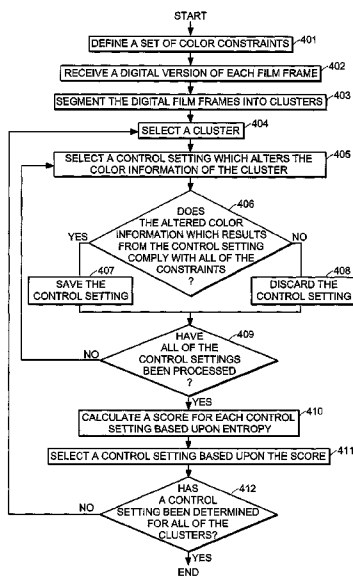 START
DEFINE A SET OF COLOR CONSTRAINTS
401
RECEIVE A DIGITAL VERSION OF EACH FILM FRAME
402
SEGMENT THE DIGITAL FILM FRAMES INTO CLUSTERS
403
SELECT A CLUSTER
404
SELECT A CONTROL SETTING WHICH ALTERS THE
COLOR INFORMATION OF THE CLUSTER
405
DOES
THE ALTERED COLOR
INFORMATION WHICH RESULTS
FROM THE CONTROL SETTING
COMPLY WITH ALL OF THE
CONSTRAINTS
?
406
YES
NO
407
SAVE THE
CONTROL SETTING
408
DISCARD THE
CONTROL SETTING
HAVE
ALL OF THE
CONTROL SETTINGS
BEEN PROCESSED
?
409
NO
YES
CALCULATE A SCORE FOR EACH CONTROL
SETTING BASED UPON ENTROPY
410
SELECT A CONTROL SETTING BASED UPON THE SCORE
411
HAS
A CONTROL
SETTING BEEN DETERMINED
FOR ALL OF THE
CLUSTERS?
412
NO
YES
END